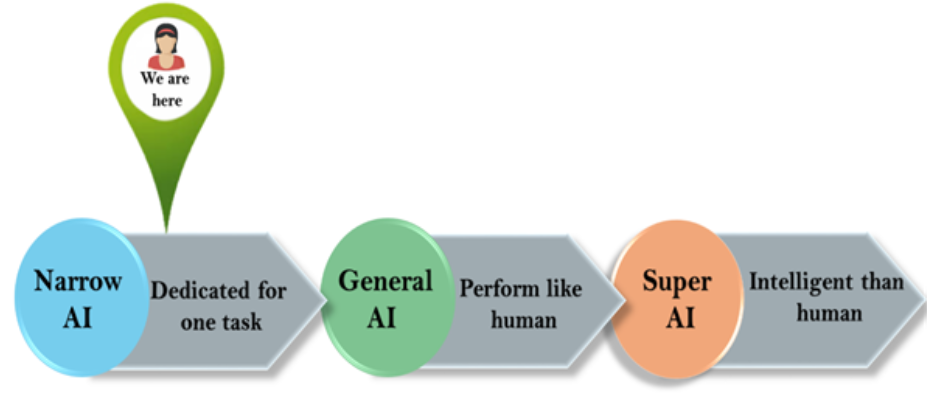 We are
here
Narrow
AI
Dedicated for
one task
General
AI
Perform like
human
Super
AI
Intelligent than
human